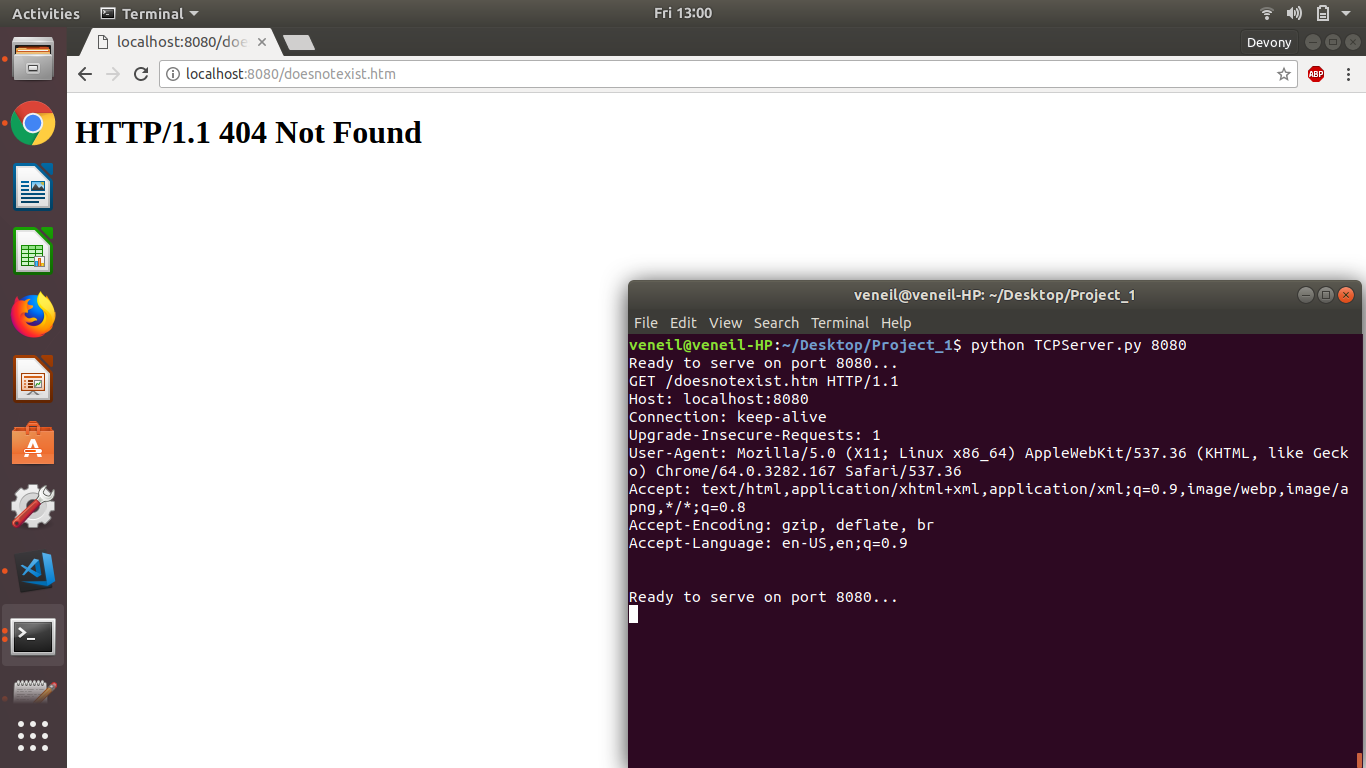 Activities
Terminal
Fri 13:00
localhost:8080/doe
Devony
localhost:8080/doesnotexist.htm
ABP
HTTP/1.1 404 Not Found
veneil@veneil-HP: ~/Desktop/Project_1
File Edit View Search Terminal Help
veneil@veneil-HP:~/Desktop/Project_1$ python TCPServer.py 8080
Ready to serve on port 8080...
GET /doesnotexist.htm HTTP/1.1
Host: localhost:8080
Connection: keep-alive
Upgrade-Insecure-Requests: 1
User-Agent: Mozilla/5.0 (X11; Linux x86_64) AppleWebKit/537.36 (KHTML, like Geck
o) Chrome/64.0.3282.167 Safari/537.36
Accept: text/html,application/xhtml+xml,application/xml;q=0.9,image/webp,image/a
png,*/*;q=0.8
Accept-Encoding: gzip, deflate, br
Accept-Language: en-US,en;q=0.9
Ready to serve on port 8080...